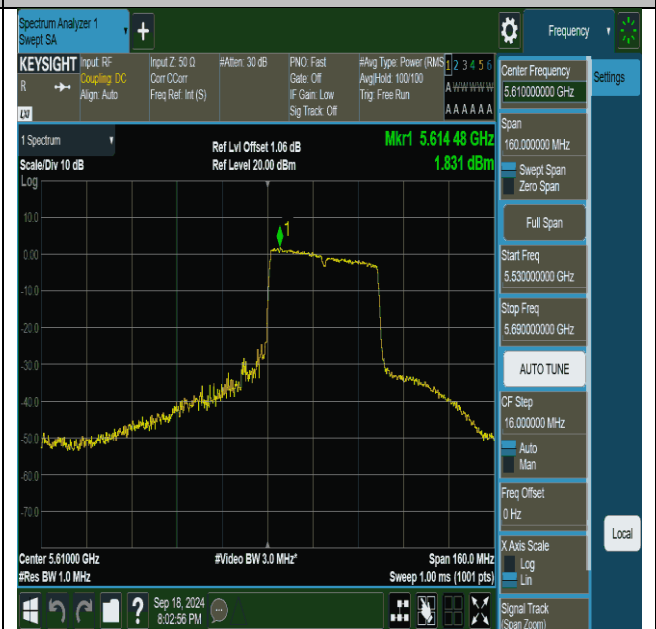 Spectrum Analyzer 1
Swept SA
+
Frequency
KEYSIGHT
R
LXI
Input: RF
Coupling: DC
Align: Auto
Input Z: 50 Ω
Corr CCorr
Freq Ref: Int (S)
#Atten: 30 dB
PNO: Fast
Gate: Off
IF Gain: Low
Sig Track: Off
#Avg Type: Power (RMS
Avg|Hold: 100/100
Trig: Free Run
1 2 3 4 5 6
A W W W W W
A A A A A A
Center Frequency
5.610000000 GHz
Settings
Span
160.000000 MHz
Swept Span
Zero Span
Full Span
Start Freq
5.530000000 GHz
Stop Freq
5.690000000 GHz
AUTO TUNE
CF Step
16.000000 MHz
Auto
Man
Freq Offset
0 Hz
X Axis Scale
Log
Lin
Local
Signal Track
(Span Zoom)
1 Spectrum
Scale/Div 10 dB
Log
Ref Lvl Offset 1.06 dB
Ref Level 20.00 dBm
Mkr1 5.614 48 GHz
1.831 dBm
1
10.0
0.00
-10.0
-20.0
-30.0
-40.0
-50.0
-60.0
-70.0
Center 5.61000 GHz
#Res BW 1.0 MHz
#Video BW 3.0 MHz*
Span 160.0 MHz
Sweep 1.00 ms (1001 pts)
?
Sep 18, 2024
8:02:56 PM